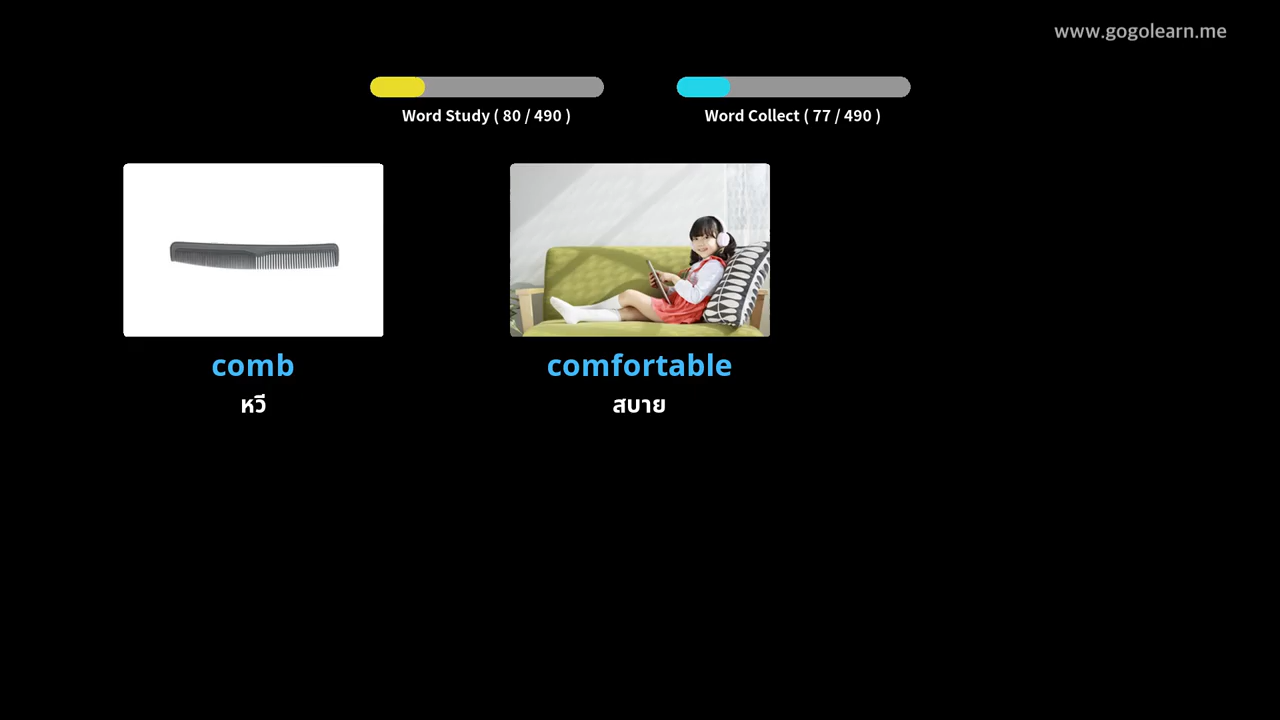 www.gogolearn.me
Word Study ( 80 / 490 )
Word Collect ( 77 / 490 )
comb
หวี
comfortable
สบาย